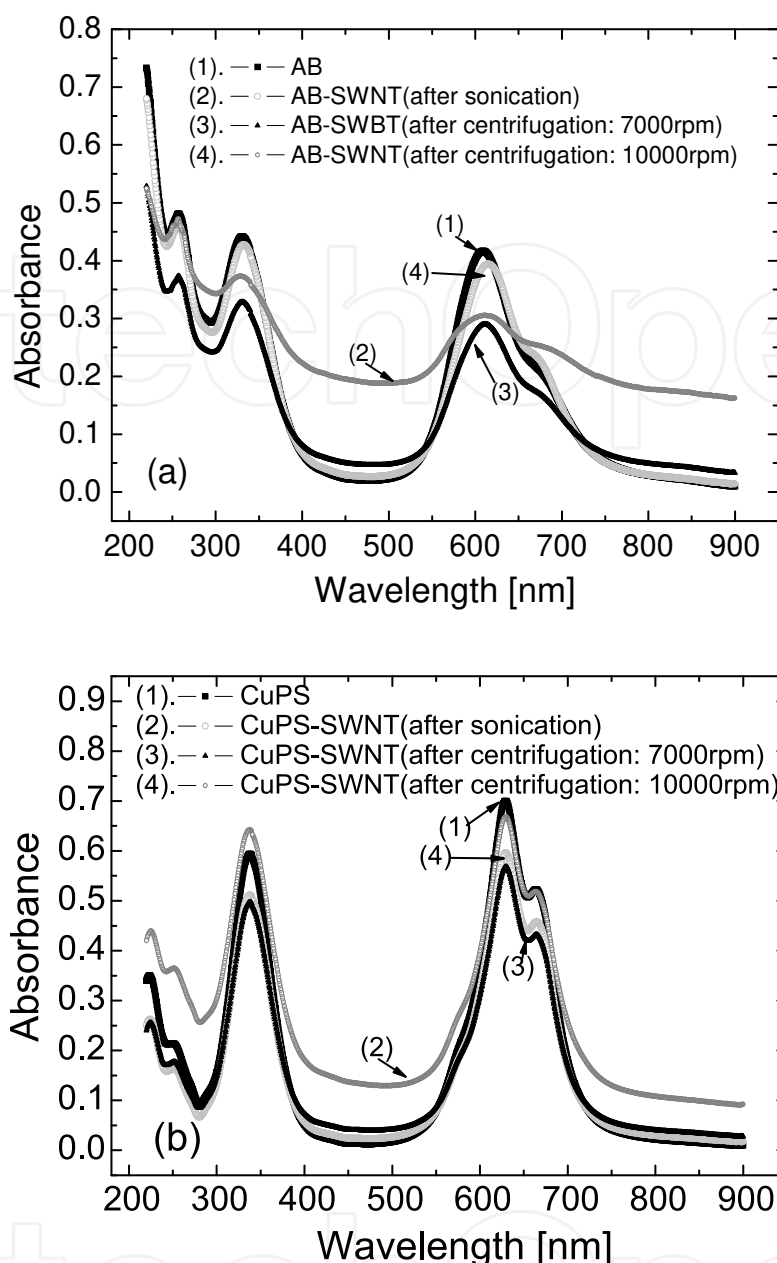 0.8
0.7
0.6
0.5
0.4
0.3
0.2
0.1
0.0
Absorbance
(1). AB
(2). AB-SWNT(after sonication)
(3). AB-SWBT(after centrifugation: 7000rpm)
(4). AB-SWNT(after centrifugation: 10000rpm)
(1)
(4)
(2)
(3)
(a)
200 300 400 500 600 700 800 900
Wavelength [nm]
0.9
0.8
0.7
0.6
0.5
0.4
0.3
0.2
0.1
0.0
Absorbance
(1). CuPS
(2). CuPS-SWNT(after sonication)
(3). CuPS-SWNT(after centrifugation: 7000rpm)
(4). CuPS-SWNT(after centrifugation: 10000rpm)
(1)
(4)
(3)
(2)
(b)
200 300 400 500 600 700 800 900
Wavelength [nm]